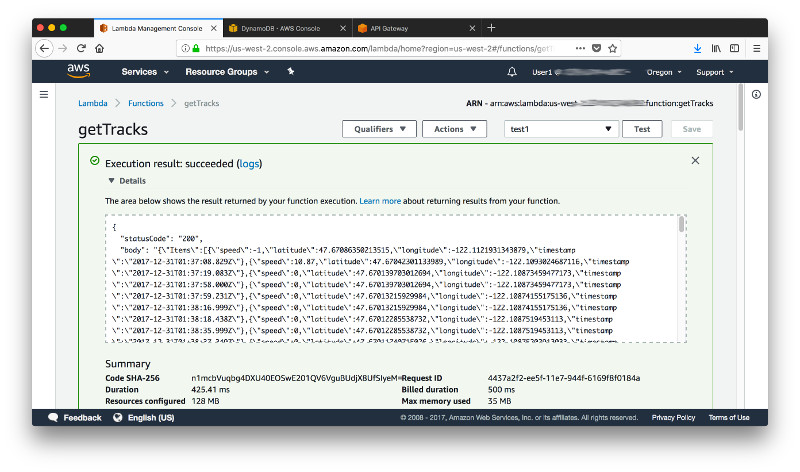 Lambda Management Console
DynamoDB - AWS Console
API Gateway
https://us-west-2.console.aws.amazon.com/lambda/home?region=us-west-2#/functions/getT
aws
Services
Resource Groups
User1
Oregon
Support
Lambda > Functions > getTracks
ARN - arn:aws:lambda:us-west function:getTracks
getTracks
Qualifiers
Actions
test1
Test
Save
Execution result: succeeded (logs)
Details
The area below shows the result returned by your function execution. Learn more about returning results from your function.
{
"statusCode": "200",
"body": "{\"Items\":[{\"speed\":-1,\"latitude\":47.67086350213515,\"longitude\":-122.1121931343879,\"timestamp
\":\"2017-12-31T01:37:08.829Z\"},{\"speed\":10.87,\"latitude\":47.67042301133989,\"longitude\":-122.1093024687116,\"timestamp
\":\"2017-12-31T01:37:19.083Z\"},{\"speed\":0,\"latitude\":47.670139703012694,\"longitude\":-122.10873459477173,\"timestamp
\":\"2017-12-31T01:37:58.000Z\"},{\"speed\":0,\"latitude\":47.670139703012694,\"longitude\":-122.10873459477173,\"timestamp
\":\"2017-12-31T01:37:59.231Z\"},{\"speed\":0,\"latitude\":47.67013215929984,\"longitude\":-122.10874155175136,\"timestamp
\":\"2017-12-31T01:38:16.999Z\"},{\"speed\":0,\"latitude\":47.67013215929984,\"longitude\":-122.10874155175136,\"timestamp
\":\"2017-12-31T01:38:18.438Z\"},{\"speed\":0,\"latitude\":47.67012285538732,\"longitude\":-122.1087519453113,\"timestamp
\":\"2017-12-31T01:38:35.999Z\"},{\"speed\":0,\"latitude\":47.67012285538732,\"longitude\":-122.1087519453113,\"timestamp
Summary
Code SHA-256 n1mcbVuqbg4DXU40EOSwE201QV6VguBUdjX8UfSlyeM=
Request ID 4437a2f2-ee5f-11e7-944f-6169f8f0184a
Duration 425.41 ms
Billed duration 500 ms
Resources configured 128 MB
Max memory used 35 MB
Feedback
English (US)
© 2008 - 2017, Amazon Web Services, Inc. or its affiliates. All rights reserved.
Privacy Policy
Terms of Use